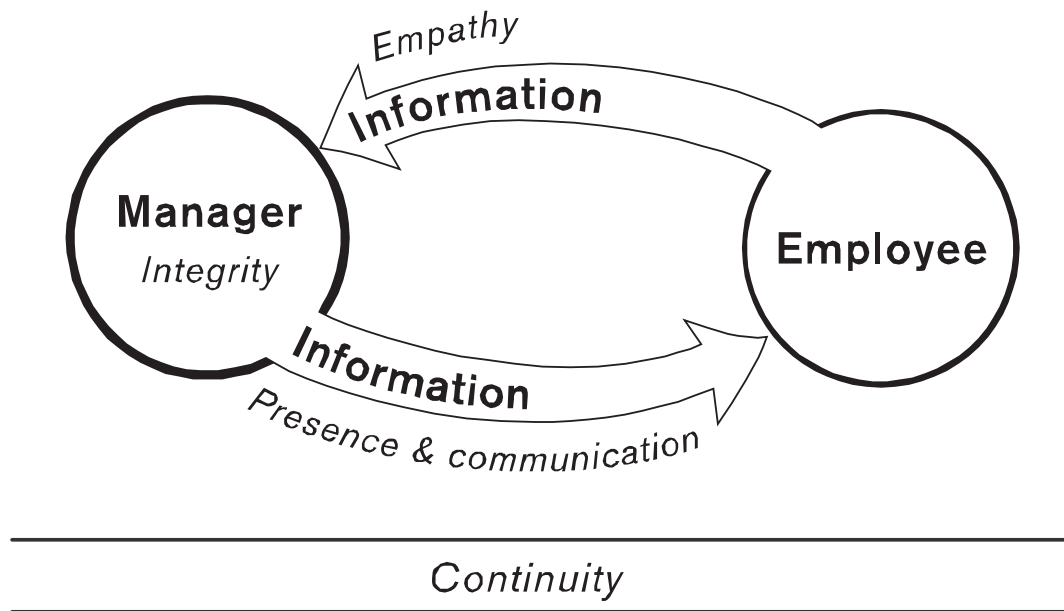 Empathy
Information
Manager
Integrity
Employee
Information
Presence & communication
Continuity